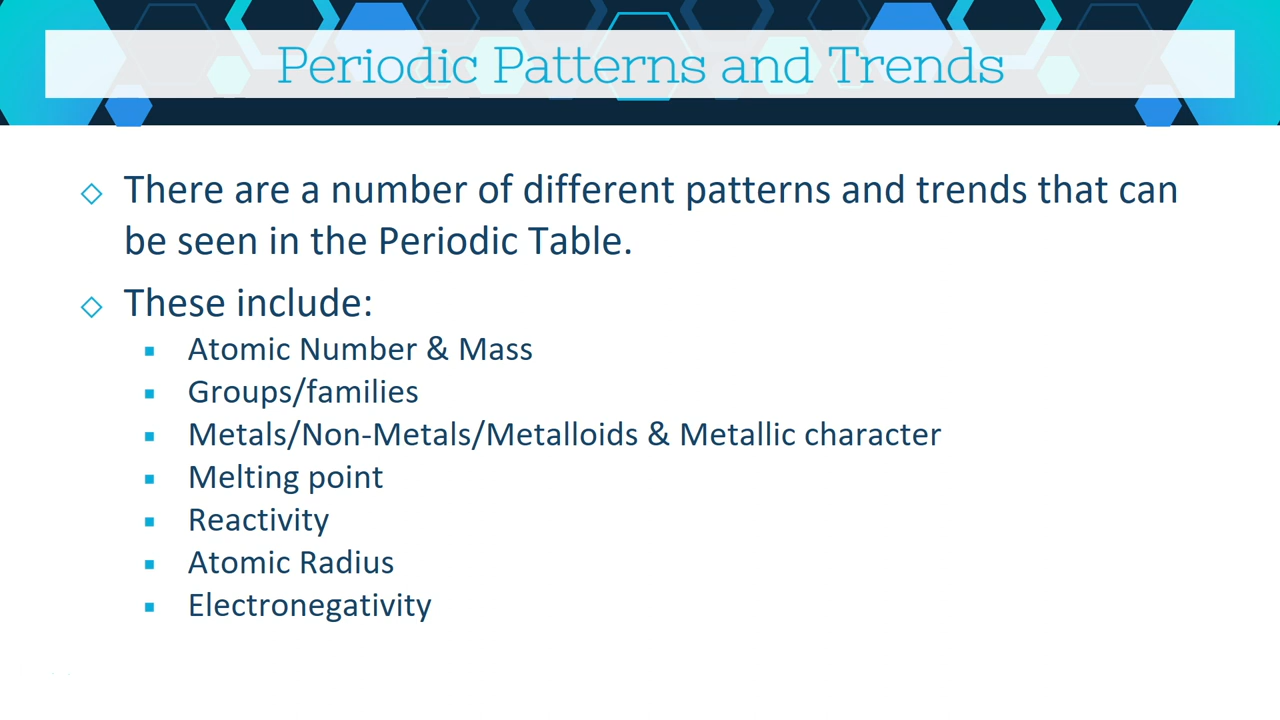 Periodic Patterns and Trends
There are a number of different patterns and trends that can
be seen in the Periodic Table.
These include:
Atomic Number & Mass
Groups/families
Metals/Non-Metals/Metalloids & Metallic character
Melting point
Reactivity
Atomic Radius
Electronegativity